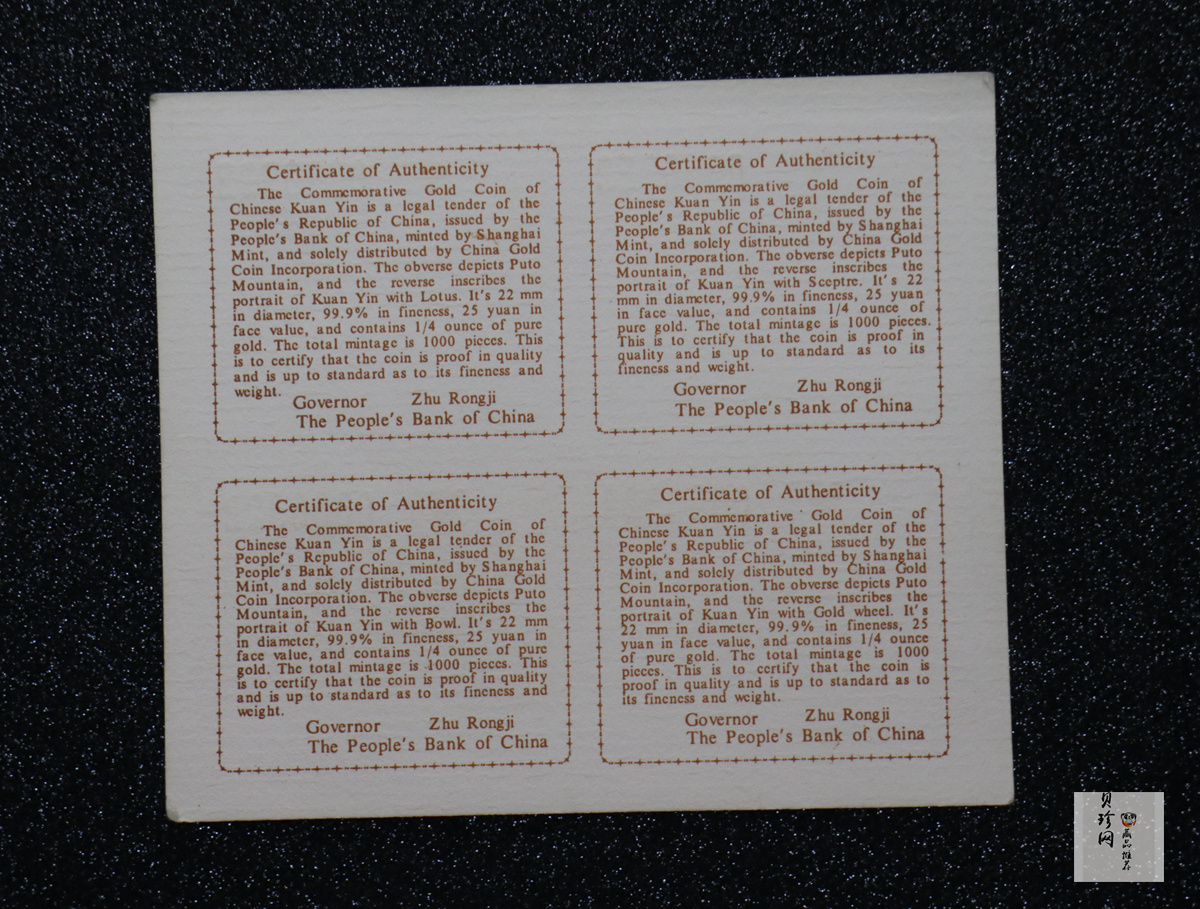 Certificate of Authenticity
The Commemorative Gold Coin of
Chinese Kuan Yin is a legal tender of the
People's Republic of China, issued by the
People's Bank of China, minted by Shanghai
Mint, and solely distributed by China Gold
Coin Incorporation. The obverse depicts Puto
Mountain, and the reverse inscribes the
portrait of Kuan Yin with Lotus. It's 22 mm
in diameter, 99.9% in fineness, 25 yuan in
face value, and contains 1/4 ounce of pure
gold. The total mintage is 1000 pieces. This
is to certify that the coin is proof in quality
and is up to standard as to its fineness and
weight.
Governor Zhu Rongji
The People's Bank of China
Certificate of Authenticity
The Commemorative Gold Coin of
Chinese Kuan Yin is a legal tender of the
People's Republic of China, issued by the
People's Bank of China, minted by Shanghai
Mint, and solely distributed by China Gold
Coin Incorporation. The obverse depicts Puto
Mountain, and the reverse inscribes the
portrait of Kuan Yin with Sceptre. It's 22
mm in diameter, 99.9% in fineness, 25 yuan
in face value, and contains 1/4 ounce of
pure gold. The total mintage is 1000 pieces.
This is to certify that the coin is proof in
quality and is up to standard as to its
fineness and weight.
Governor Zhu Rongji
The People's Bank of China
Certificate of Authenticity
The Commemorative Gold Coin of
Chinese Kuan Yin is a legal tender of the
People's Republic of China, issued by the
People's Bank of China, minted by Shanghai
Mint, and solely distributed by China Gold
Coin Incorporation. The obverse depicts Puto
Mountain, and the reverse inscribes the
portrait of Kuan Yin with Bowl. It's 22 mm
in diameter, 99.9% in fineness, 25 yuan in
face value, and contains 1/4 ounce of pure
gold. The total mintage is 1000 pieces. This
is to certify that the coin is proof in quality
and is up to standard as to its fineness and
weight.
Governor Zhu Rongji
The People's Bank of China
Certificate of Authenticity
The Commemorative Gold Coin of
Chinese Kuan Yin is a legal tender of the
People's Republic of China, issued by the
People's Bank of China, minted by Shanghai
Mint, and solely distributed by China Gold
Coin Incorporation. The obverse depicts Puto
Mountain, and the reverse inscribes the
portrait of Kuan Yin with Gold wheel. It's
22 mm in diameter, 99.9% in fineness, 25
yuan in face value, and contains 1/4 ounce
of pure gold. The total mintage is 1000
pieces. This is to certify that the coin is
proof in quality and is up to standard as to
its fineness and weight.
Governor Zhu Rongji
The People's Bank of China
贝珍网
藏品推荐